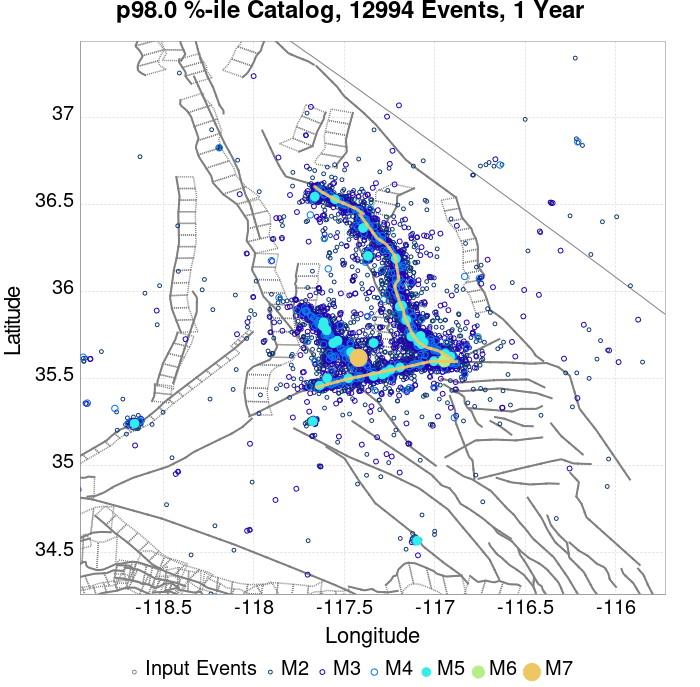 p98.0 %-ile Catalog, 12994 Events, 1 Year
Latitude
37
36.5
36
35.5
35
34.5
-118.5 -118 -117.5 -117 -116.5 -116
Longitude
Input Events M2 M3 M4 M5 M6 M7